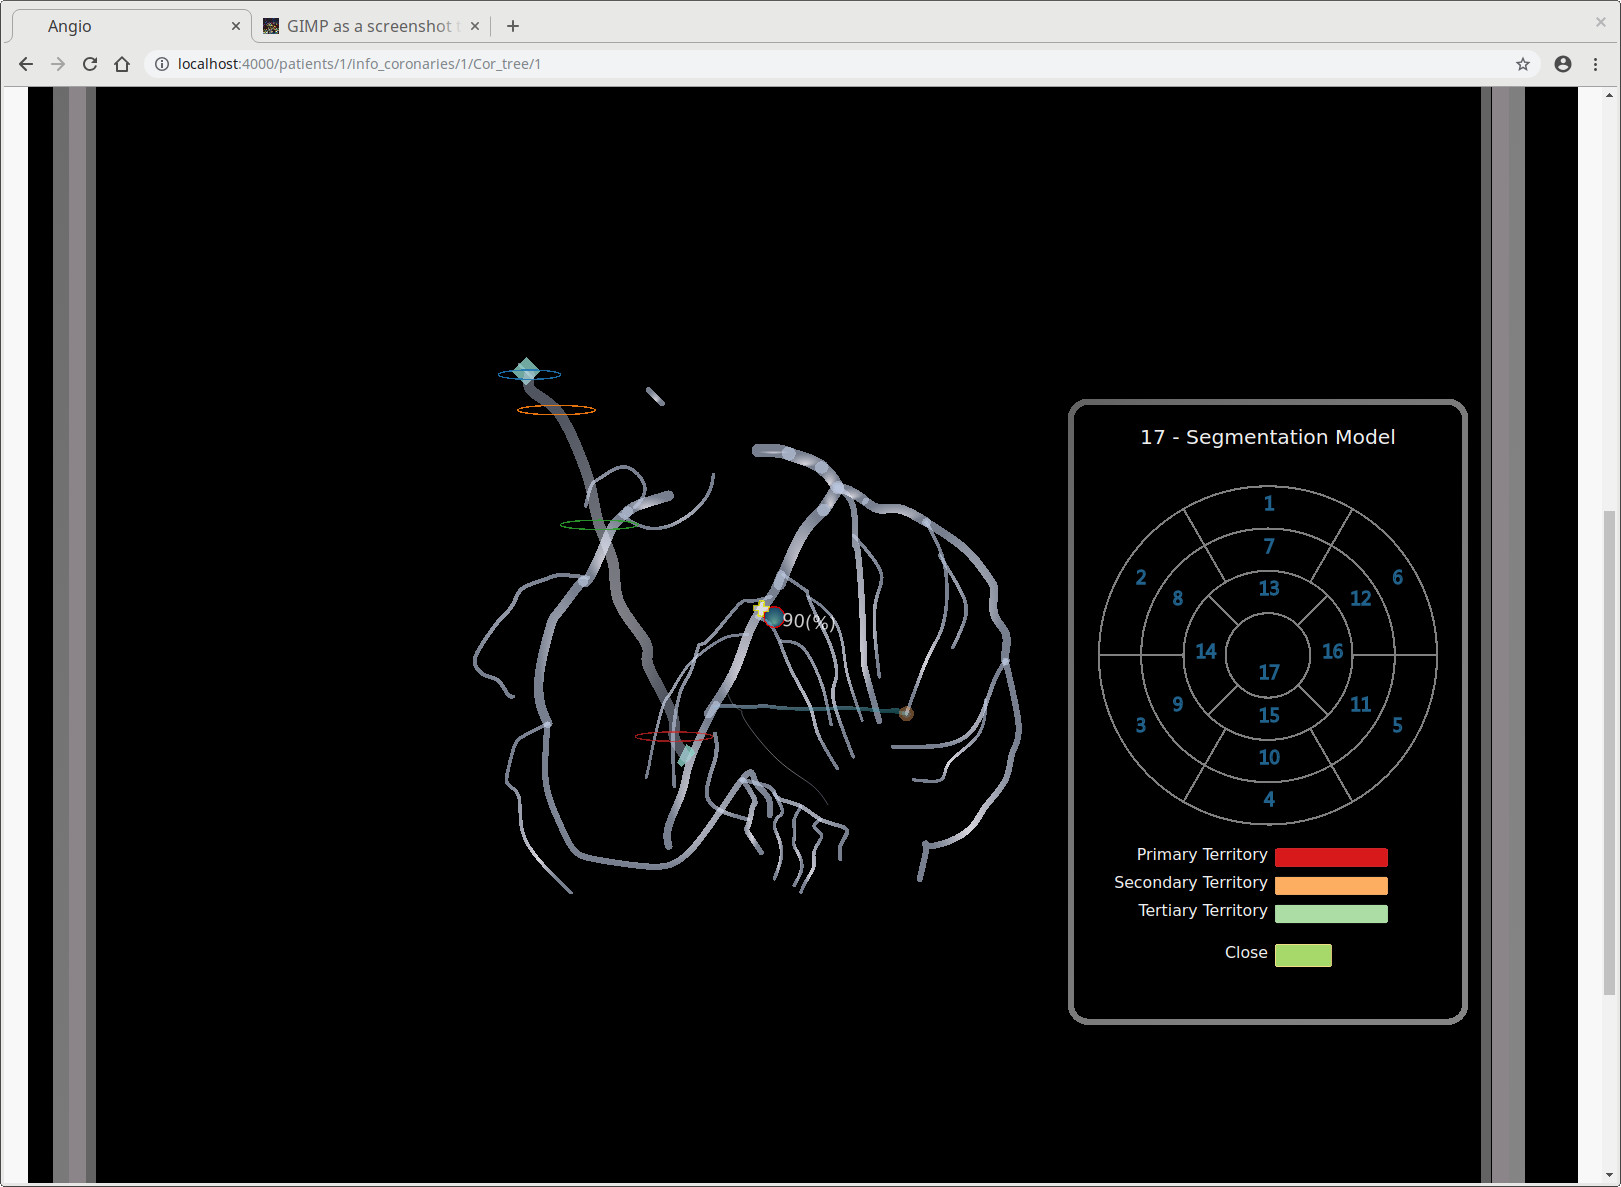 Angio
GIMP as a screenshot
localhost:4000/patients/1/info_coronaries/1/Cor_tree/1
90(%)
17 - Segmentation Model
1
7
2
6
13
8
12
14
16
17
9
11
15
3
5
10
4
Primary Territory
Secondary Territory
Tertiary Territory
Close